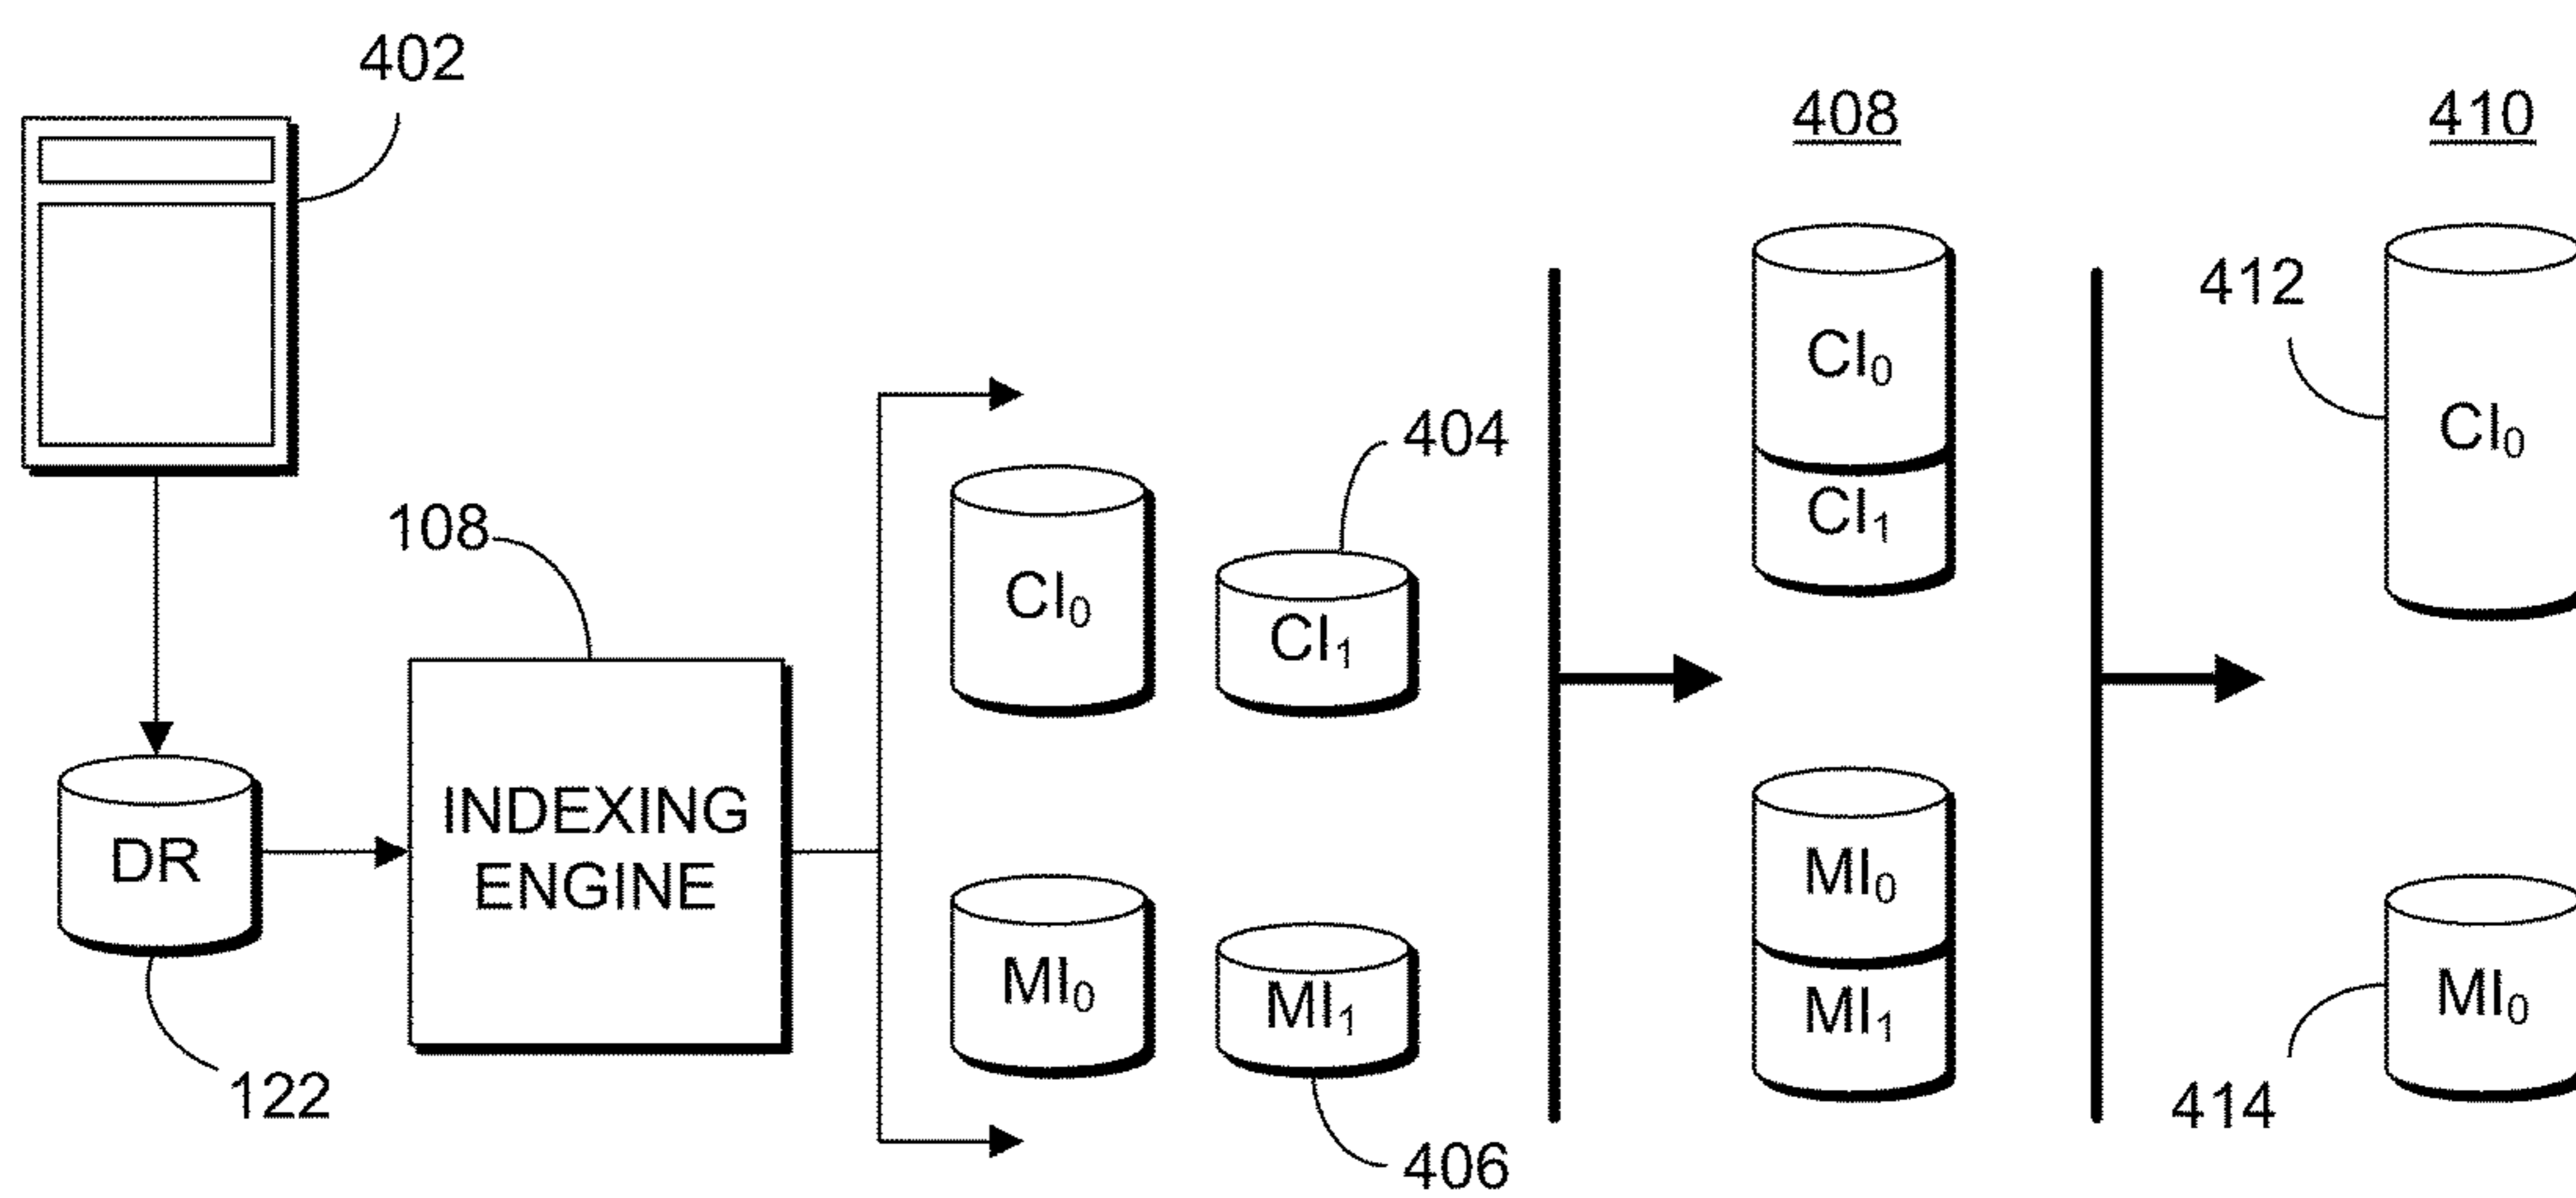 402
408
410
412
CI₀
CI₀
404
CI₁
108
CI₀
CI₁
INDEXING
ENGINE
DR
MI₀
MI₀
MI₁
MI₁
MI₀
122
414
406